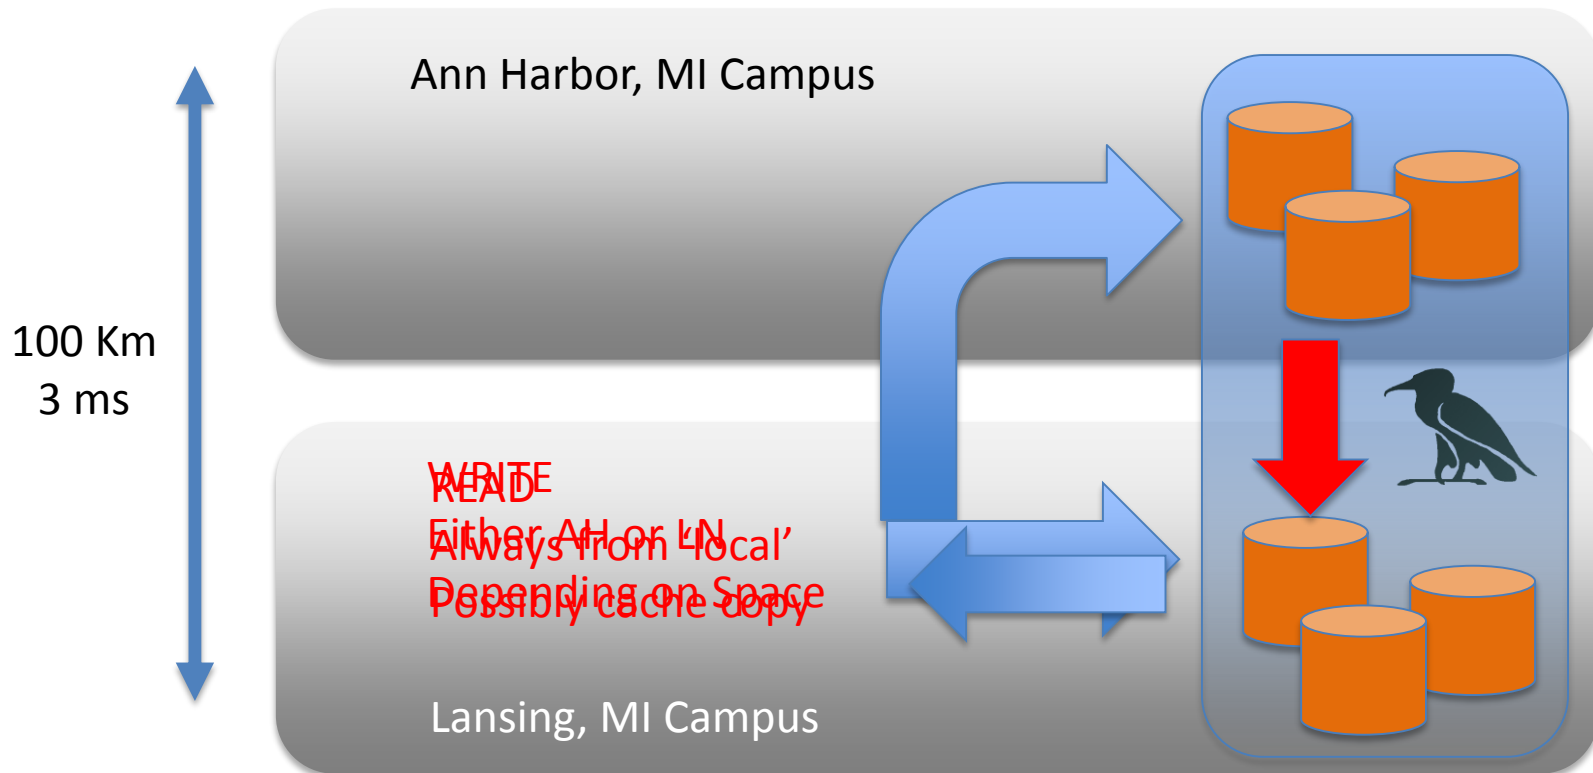 Ann Harbor, MI Campus
100 Km
3 ms
WRITE
READ
Either AH or LN
Always from ‘local’
Depending on Space
Possibly cache copy
Lansing, MI Campus